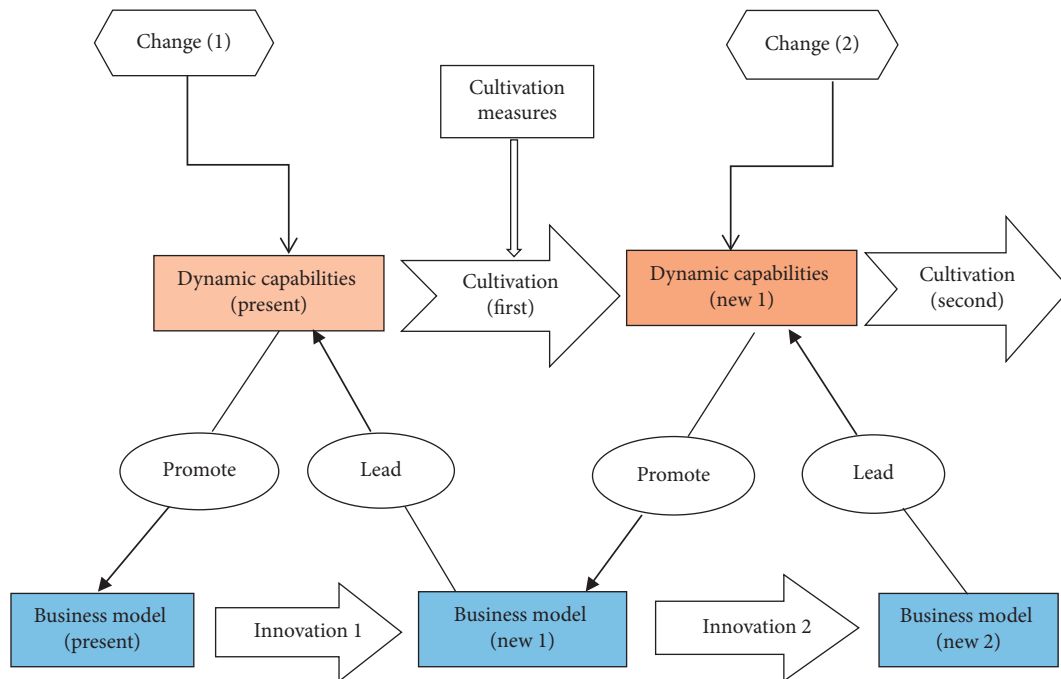 Change (1)
Change (2)
Cultivation
measures
Dynamic capabilities
(present)
Cultivation
(first)
Dynamic capabilities
(new 1)
Cultivation
(second)
Promote
Lead
Promote
Lead
Business model
(present)
Innovation 1
Business model
(new 1)
Innovation 2
Business model
(new 2)